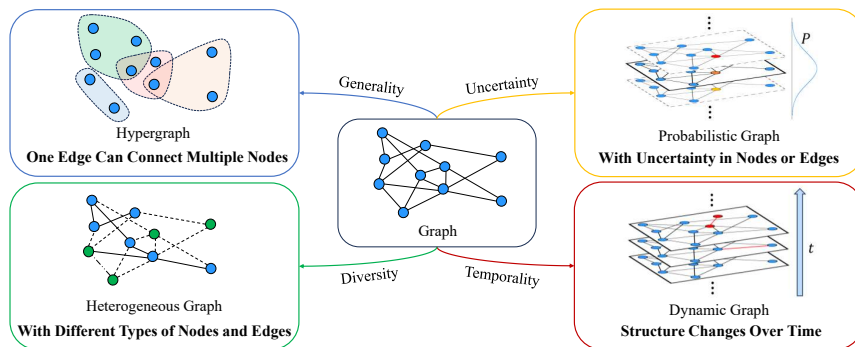 Hypergraph
One Edge Can Connect Multiple Nodes
Generality
Uncertainty
P
Probabilistic Graph
With Uncertainty in Nodes or Edges
Graph
Heterogeneous Graph
With Different Types of Nodes and Edges
Diversity
Temporality
t
Dynamic Graph
Structure Changes Over Time